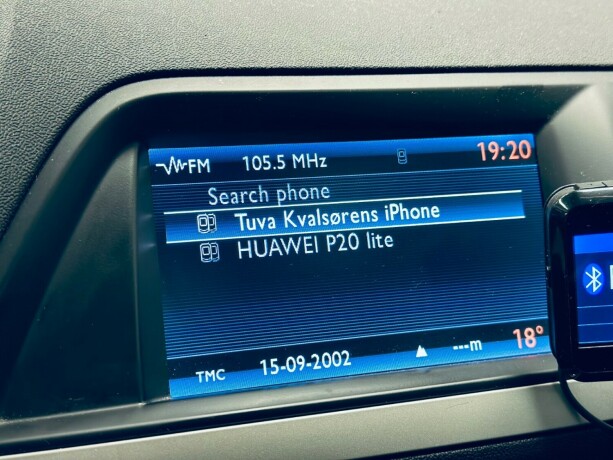 FM 105.5 MHz 19:20
Search phone
Tuva Kvalsørens iPhone
HUAWEI P20 lite
TMC 15-09-2002 ---m 18°